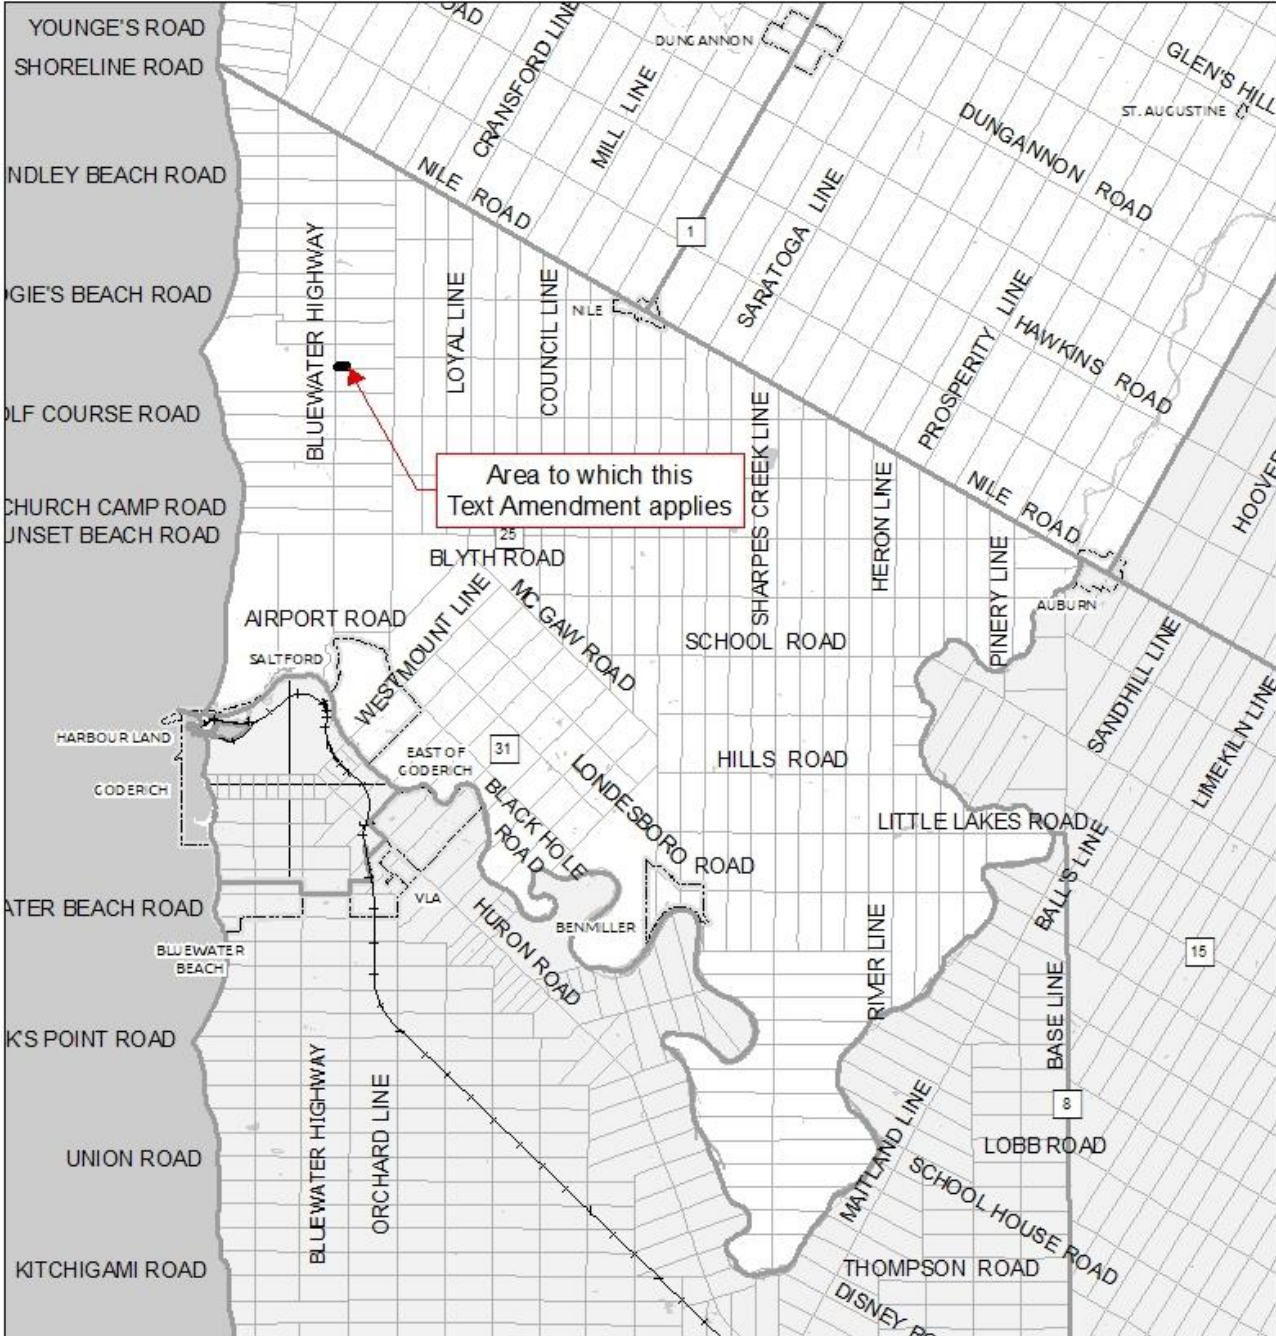 YOUNGE'S ROAD
OAD
CRANSFORD LINE
DUNGANNON
GLEN'S HILL
SHORELINE ROAD
MILL LINE
ST. AUGUSTINE
DUNGANNON ROAD
NDLEY BEACH ROAD
NILE ROAD
1
SARATOGA LINE
BLUEWATER HIGHWAY
GIE'S BEACH ROAD
LOYAL LINE
COUNCIL LINE
NILE
PROSPERITY LINE
HAWKINS ROAD
OLF COURSE ROAD
Area to which this
Text Amendment applies
SHARPES CREEK LINE
HERON LINE
NILE ROAD
HOOVER
CHURCH CAMP ROAD
UNSET BEACH ROAD
25
BLYTH ROAD
PINERY LINE
AUBURN
AIRPORT ROAD
WESTMOUNT LINE
MC GAW ROAD
SCHOOL ROAD
SALTFORD
SANDHILL LINE
LIMEKILN LINE
HARBOUR LAND
EAST OF
GODERICH
31
LONDESBORO ROAD
HILLS ROAD
GODERICH
BLACK HOLE
ROAD
LITTLE LAKES ROAD
BALL'S LINE
ATER BEACH ROAD
VLA
HURON ROAD
BENMILLER
RIVER LINE
BLUEWATER
BEACH
15
BASE LINE
K'S POINT ROAD
BLUEWATER HIGHWAY
ORCHARD LINE
MAITLAND LINE
8
UNION ROAD
LOBB ROAD
SCHOOL HOUSE ROAD
KITCHIGAMI ROAD
THOMPSON ROAD
DISNEY RO